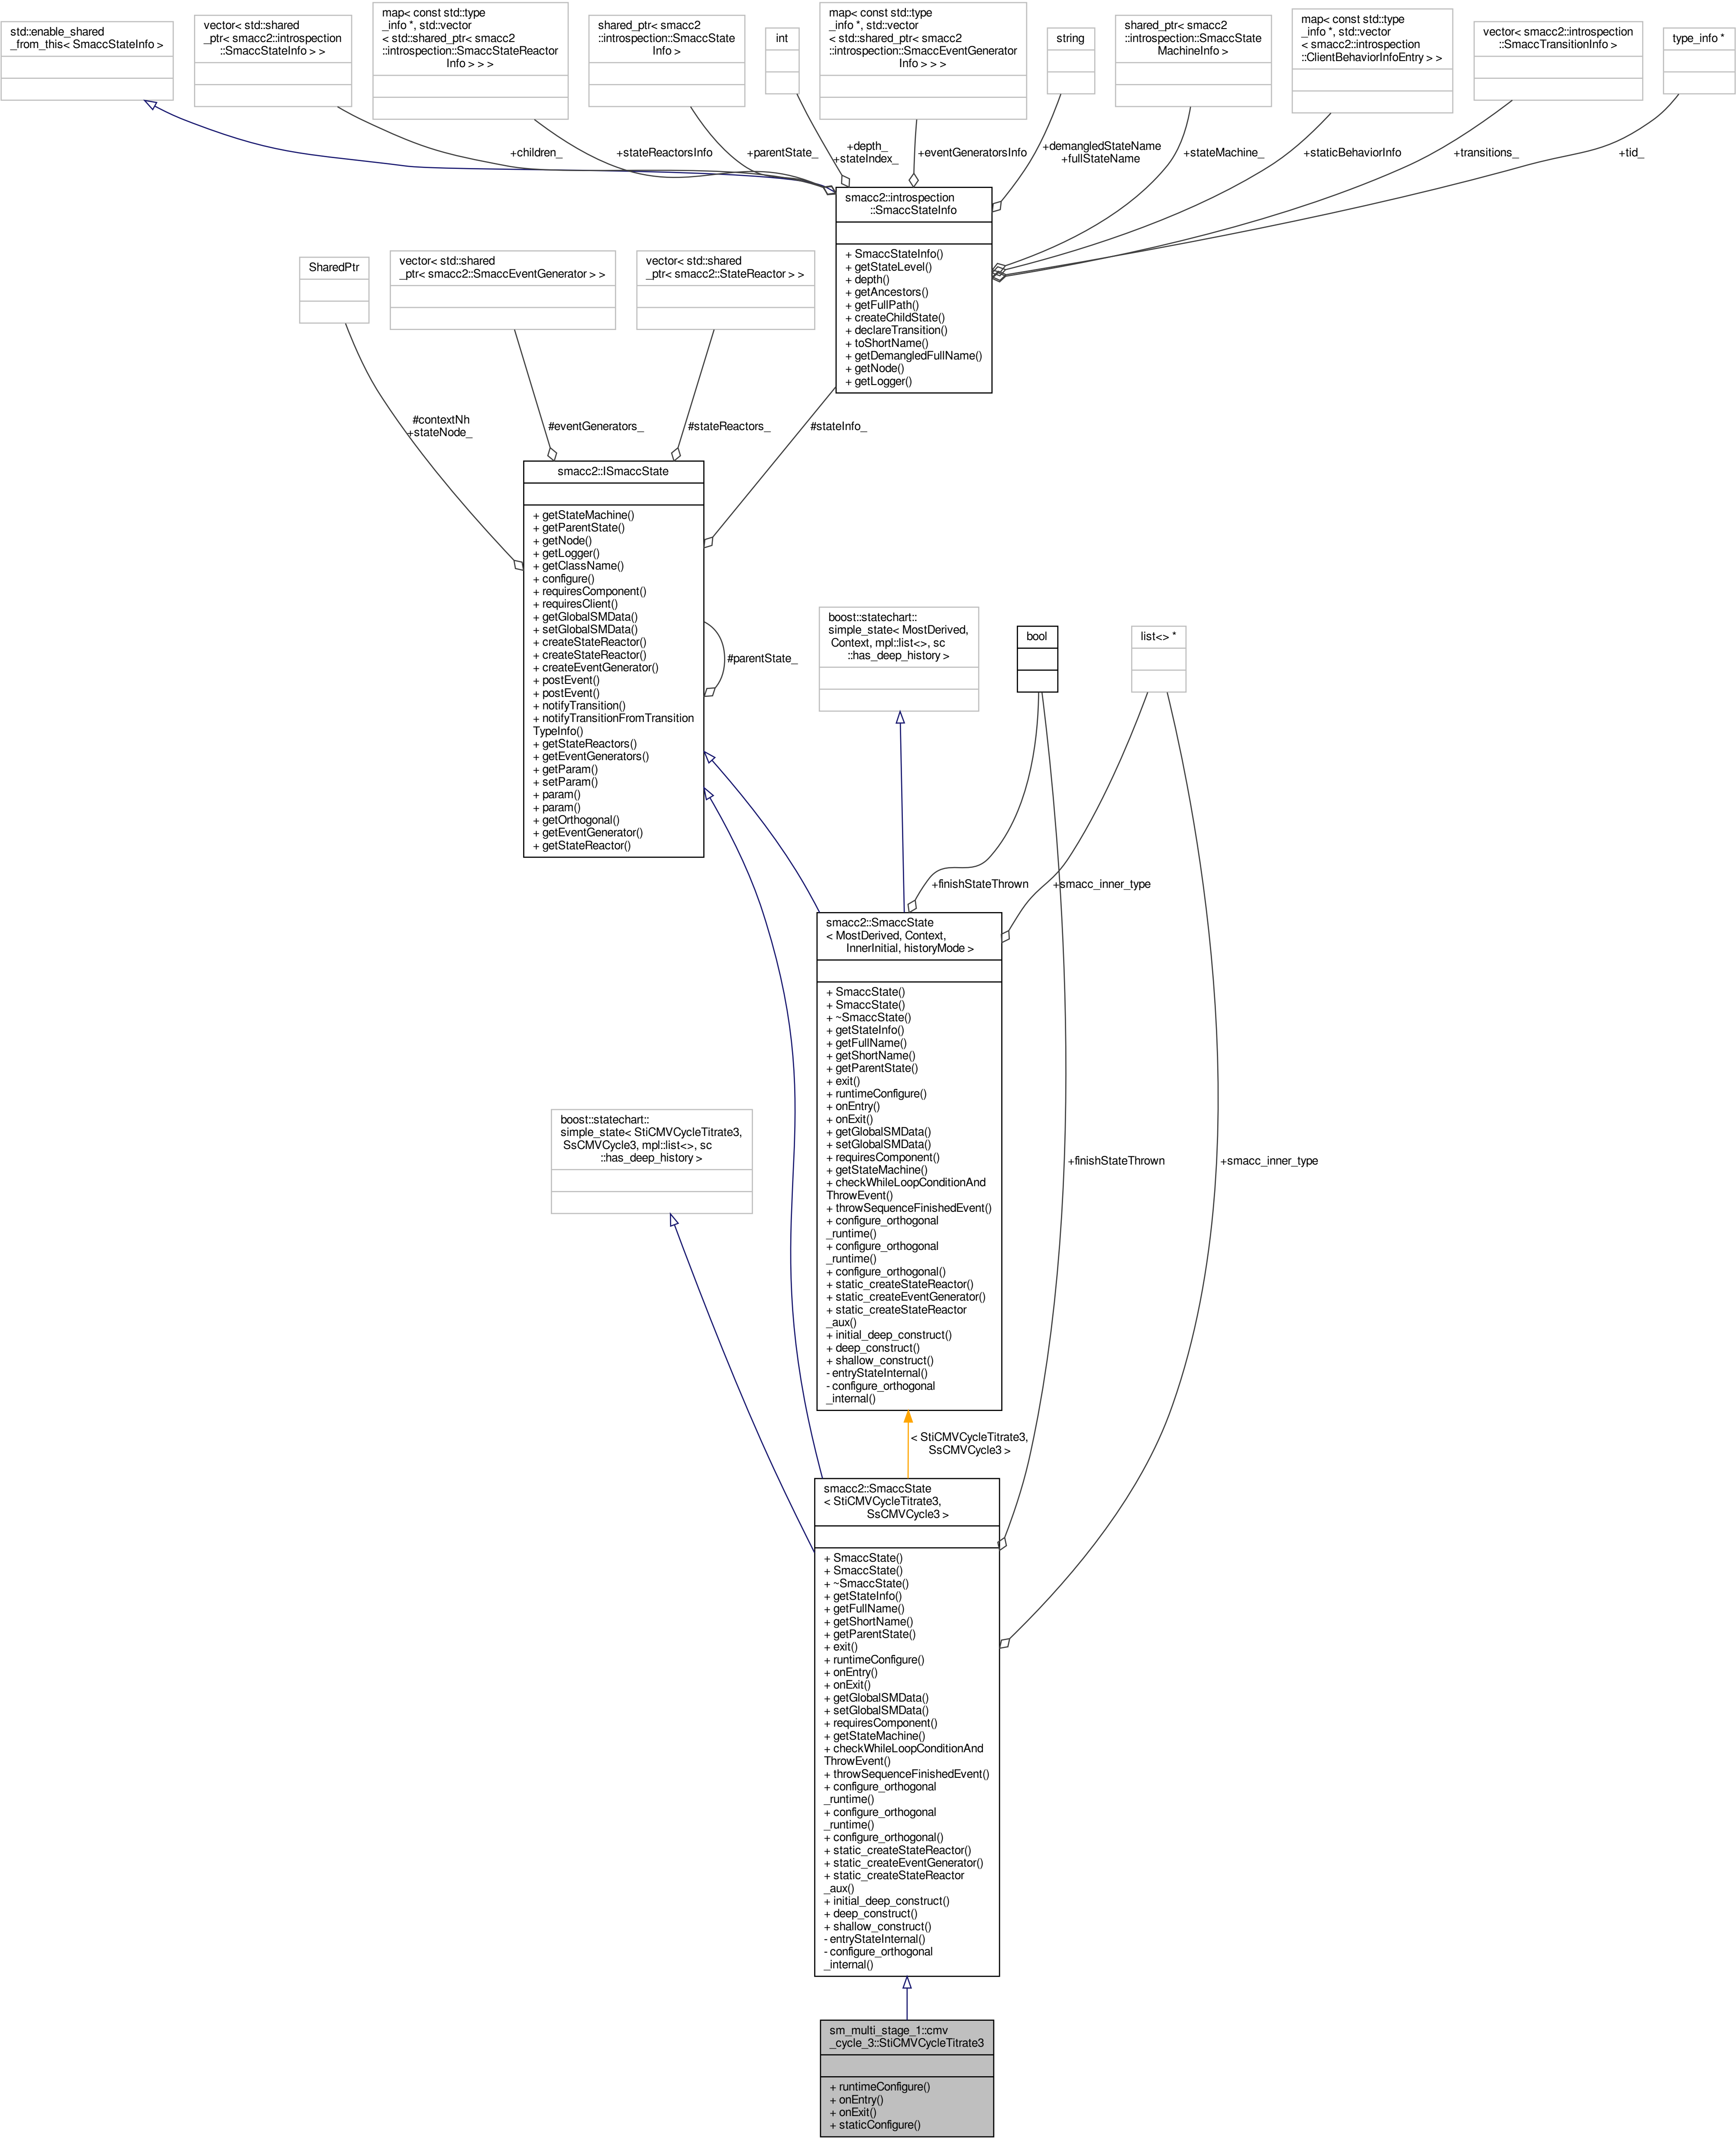 std::enable_shared
_from_this< SmaccStateInfo >
vector< std::shared
_ptr< smacc2::introspection
::SmaccStateInfo > >
map< const std::type
_info *, std::vector
< std::shared_ptr< smacc2
::introspection::SmaccStateReactor
Info > > >
shared_ptr< smacc2
::introspection::SmaccState
Info >
int
map< const std::type
_info *, std::vector
< std::shared_ptr< smacc2
::introspection::SmaccEventGenerator
Info > > >
string
shared_ptr< smacc2
::introspection::SmaccState
MachineInfo >
map< const std::type
_info *, std::vector
< smacc2::introspection
::ClientBehaviorInfoEntry > >
vector< smacc2::introspection
::SmaccTransitionInfo >
type_info *
+children_
+stateReactorsInfo
+parentState_
+depth_
+stateIndex_
+eventGeneratorsInfo
+demangledStateName
+fullStateName
+stateMachine_
+staticBehaviorInfo
+transitions_
+tid_
smacc2::introspection
::SmaccStateInfo
+ SmaccStateInfo()
+ getStateLevel()
+ depth()
+ getAncestors()
+ getFullPath()
+ createChildState()
+ declareTransition()
+ toShortName()
+ getDemangledFullName()
+ getNode()
+ getLogger()
SharedPtr
vector< std::shared
_ptr< smacc2::SmaccEventGenerator > >
vector< std::shared
_ptr< smacc2::StateReactor > >
#contextNh
+stateNode_
#eventGenerators_
#stateReactors_
#stateInfo_
smacc2::ISmaccState
+ getStateMachine()
+ getParentState()
+ getNode()
+ getLogger()
+ getClassName()
+ configure()
+ requiresComponent()
+ requiresClient()
+ getGlobalSMData()
+ setGlobalSMData()
+ createStateReactor()
+ createStateReactor()
+ createEventGenerator()
+ postEvent()
+ postEvent()
+ notifyTransition()
+ notifyTransitionFromTransition
TypeInfo()
+ getStateReactors()
+ getEventGenerators()
+ getParam()
+ setParam()
+ param()
+ param()
+ getOrthogonal()
+ getEventGenerator()
+ getStateReactor()
#parentState_
boost::statechart::
simple_state< MostDerived,
Context, mpl::list<>, sc
::has_deep_history >
bool
list<> *
+finishStateThrown
+smacc_inner_type
smacc2::SmaccState
< MostDerived, Context,
InnerInitial, historyMode >
+ SmaccState()
+ SmaccState()
+ ~SmaccState()
+ getStateInfo()
+ getFullName()
+ getShortName()
+ getParentState()
+ exit()
+ runtimeConfigure()
+ onEntry()
+ onExit()
+ getGlobalSMData()
+ setGlobalSMData()
+ requiresComponent()
+ getStateMachine()
+ checkWhileLoopConditionAnd
ThrowEvent()
+ throwSequenceFinishedEvent()
+ configure_orthogonal
_runtime()
+ configure_orthogonal
_runtime()
+ configure_orthogonal()
+ static_createStateReactor()
+ static_createEventGenerator()
+ static_createStateReactor
_aux()
+ initial_deep_construct()
+ deep_construct()
+ shallow_construct()
- entryStateInternal()
- configure_orthogonal
_internal()
boost::statechart::
simple_state< StiCMVCycleTitrate3,
SsCMVCycle3, mpl::list<>, sc
::has_deep_history >
+finishStateThrown
+smacc_inner_type
< StiCMVCycleTitrate3,
SsCMVCycle3 >
smacc2::SmaccState
< StiCMVCycleTitrate3,
SsCMVCycle3 >
+ SmaccState()
+ SmaccState()
+ ~SmaccState()
+ getStateInfo()
+ getFullName()
+ getShortName()
+ getParentState()
+ exit()
+ runtimeConfigure()
+ onEntry()
+ onExit()
+ getGlobalSMData()
+ setGlobalSMData()
+ requiresComponent()
+ getStateMachine()
+ checkWhileLoopConditionAnd
ThrowEvent()
+ throwSequenceFinishedEvent()
+ configure_orthogonal
_runtime()
+ configure_orthogonal
_runtime()
+ configure_orthogonal()
+ static_createStateReactor()
+ static_createEventGenerator()
+ static_createStateReactor
_aux()
+ initial_deep_construct()
+ deep_construct()
+ shallow_construct()
- entryStateInternal()
- configure_orthogonal
_internal()
sm_multi_stage_1::cmv
_cycle_3::StiCMVCycleTitrate3
+ runtimeConfigure()
+ onEntry()
+ onExit()
+ staticConfigure()